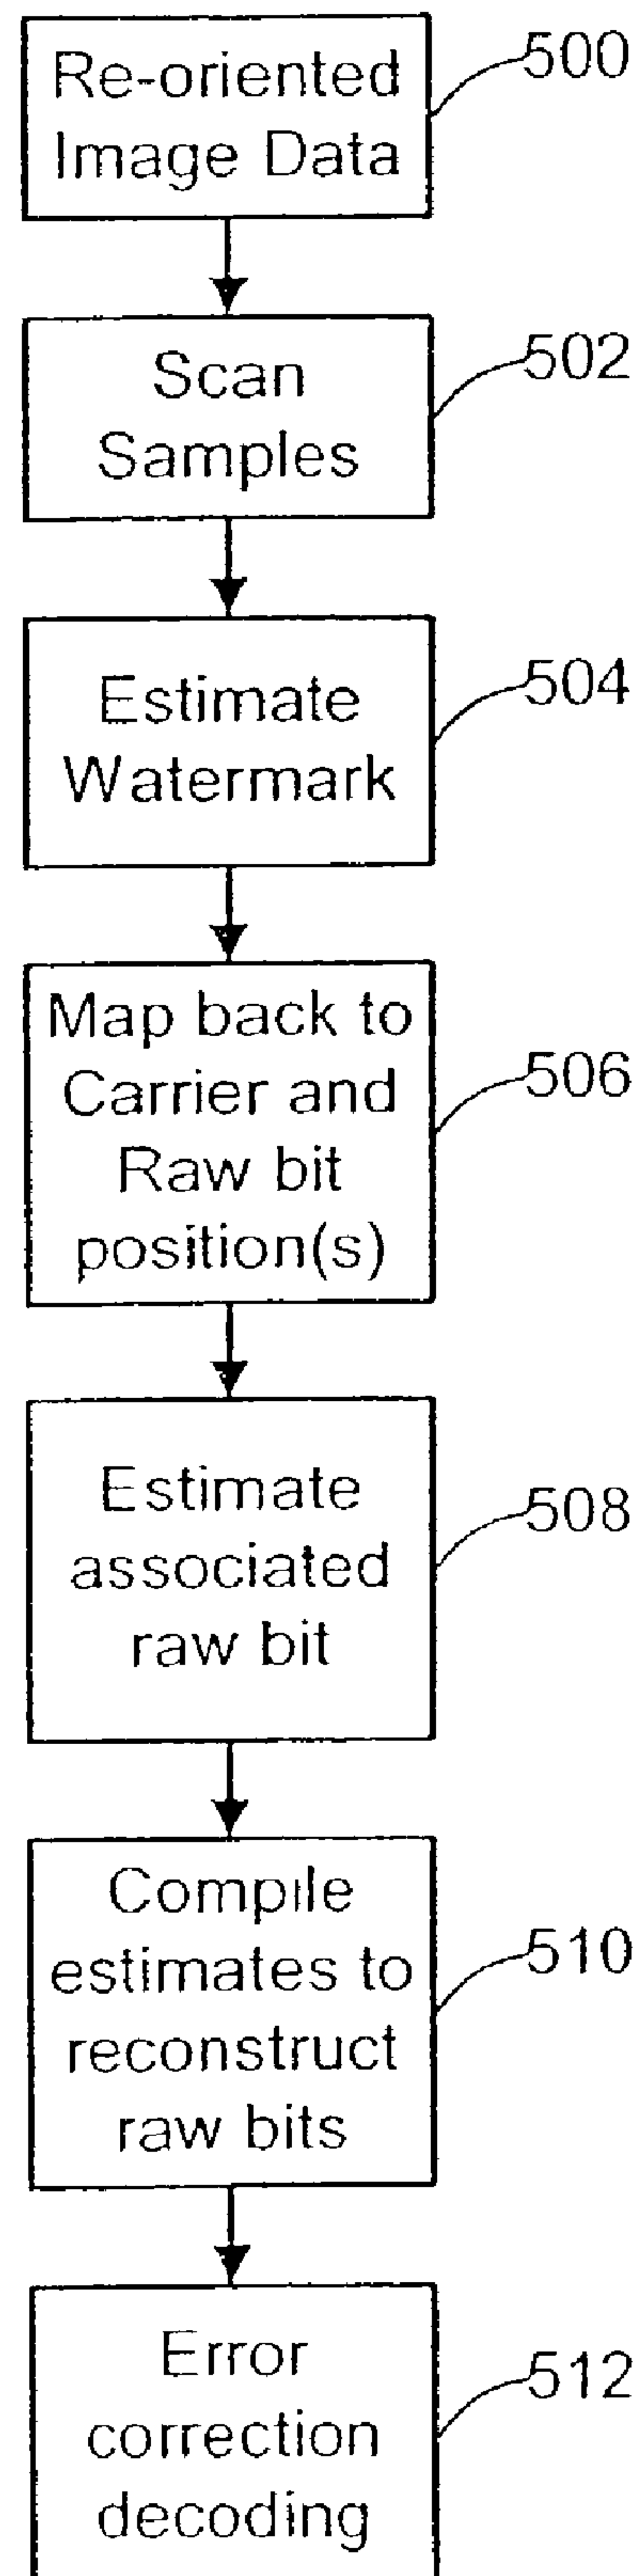 Re-oriented
Image Data
500
Scan
Samples
502
Estimate
Watermark
504
Map back to
Carrier and
Raw bit
position(s)
506
Estimate
associated
raw bit
508
Compile
estimates to
reconstruct
raw bits
510
Error
correction
decoding
512